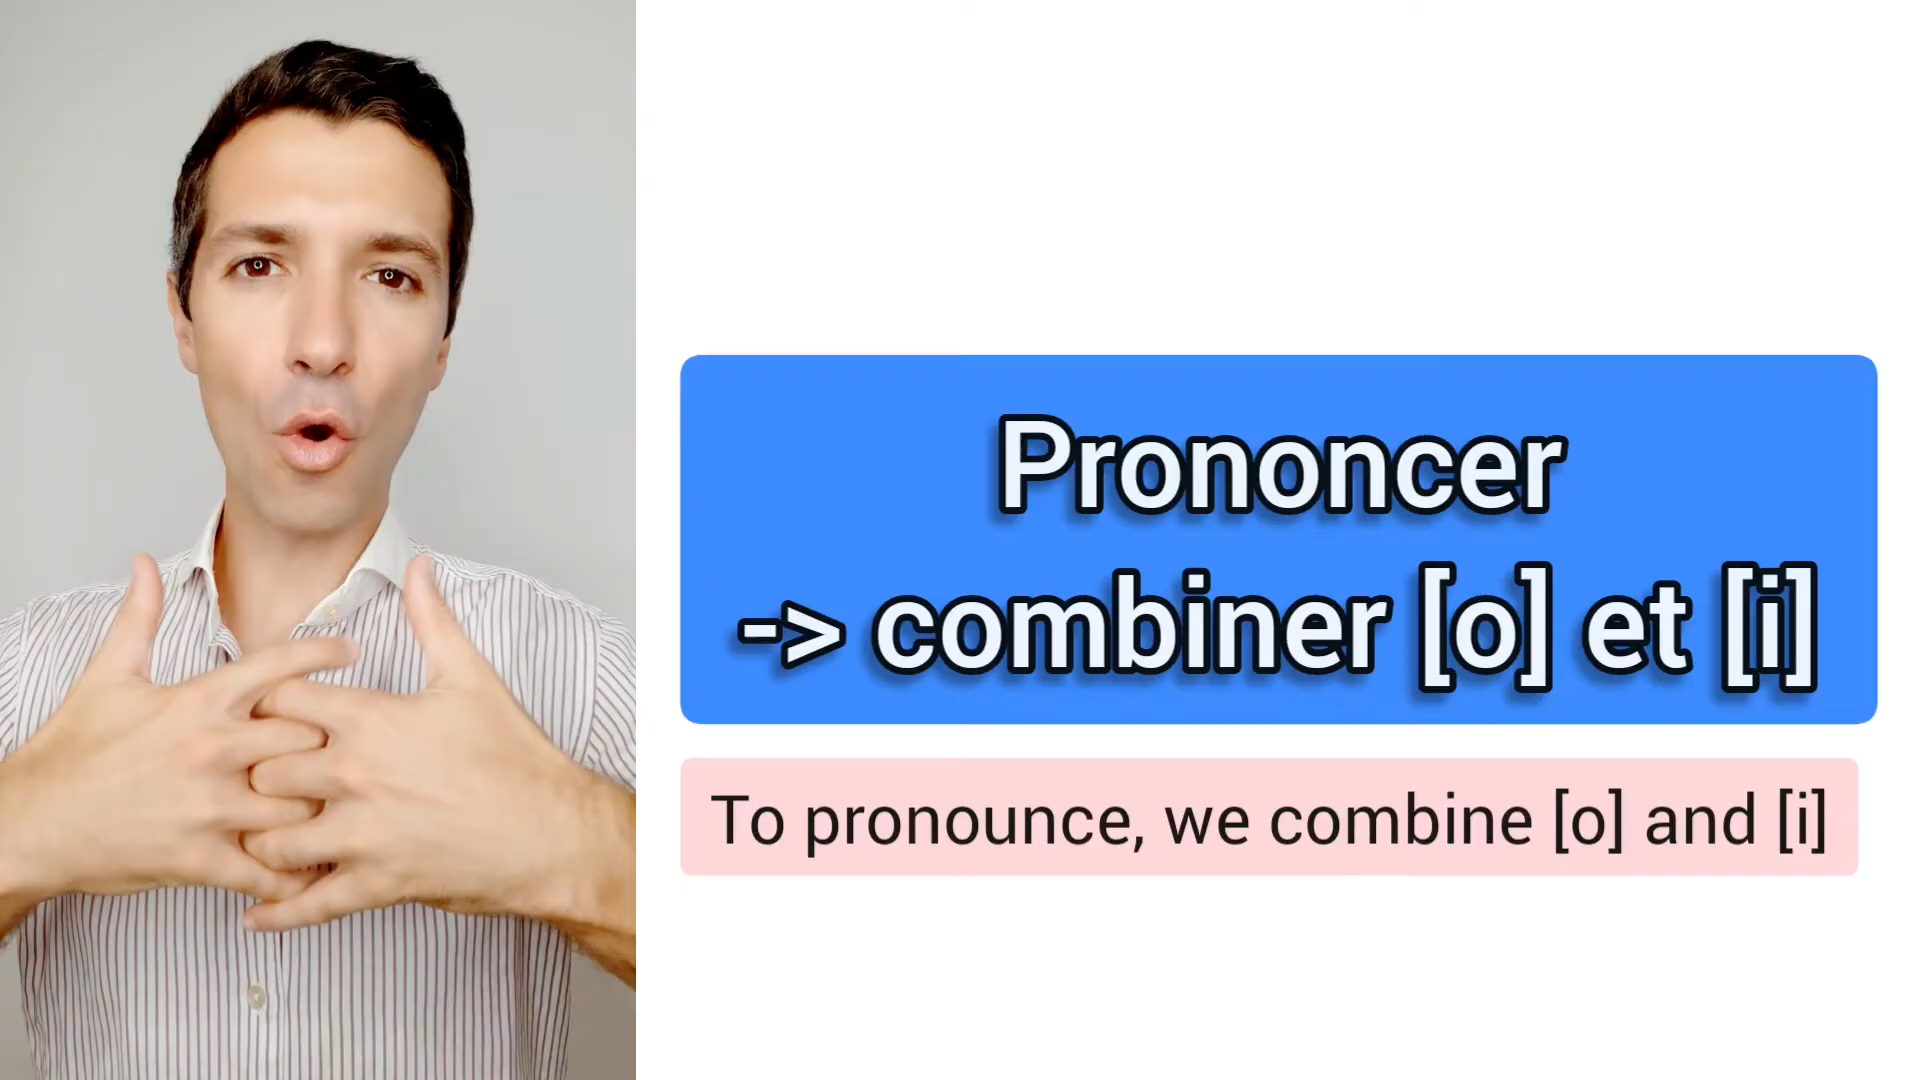 Prononcer
-> combiner [o] et [i]
To pronounce, we combine [o] and [i]